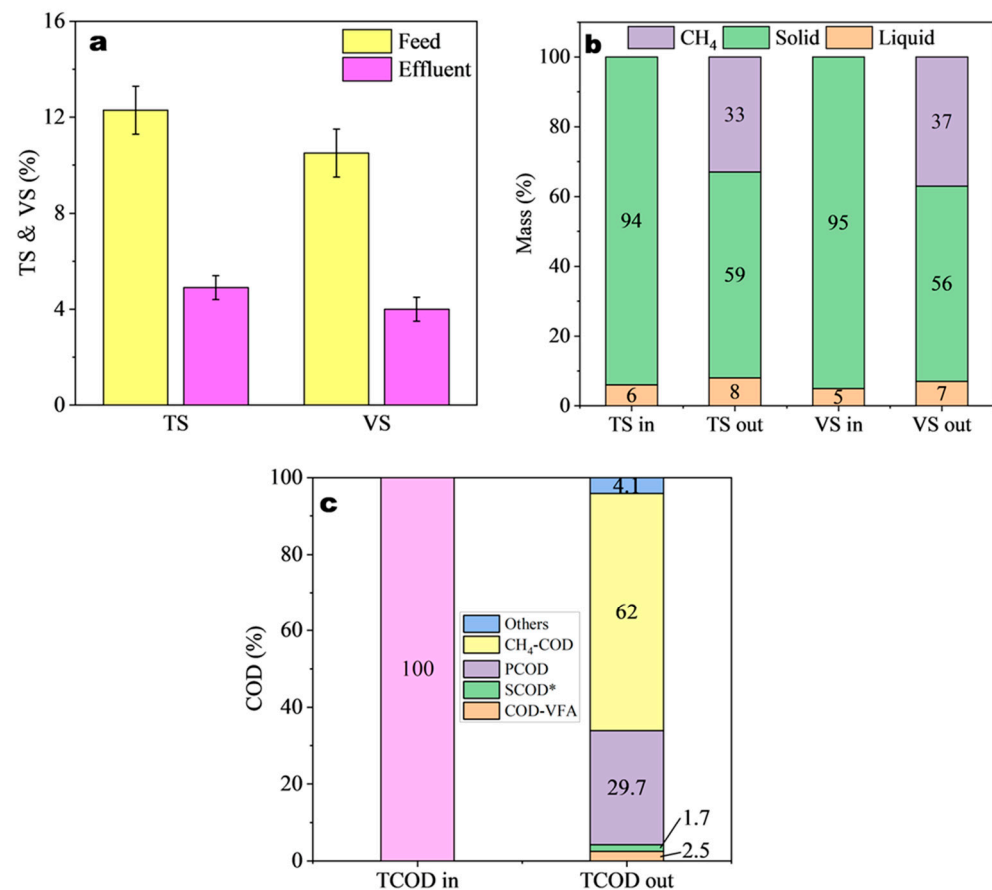 a
Feed
Effluent
16
12
8
4
0
TS & VS (%)
TS VS
b
CH₄ Solid Liquid
100
80
60
40
20
0
Mass (%)
94
6
33
59
8
95
5
37
56
7
TS in TS out VS in VS out
c
100
80
60
40
20
0
COD (%)
100
Others
CH₄-COD
PCOD
SCOD*
COD-VFA
4.1
62
29.7
1.7
2.5
TCOD in TCOD out